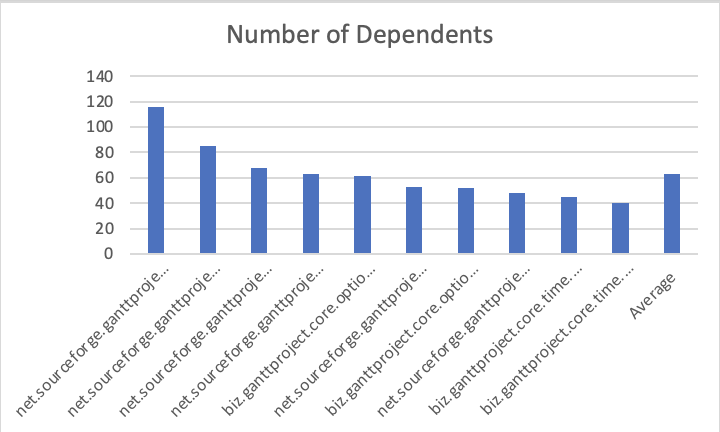 Number of Dependents
140
120
100
80
60
40
20
0
net.sourceforge.ganttproje...
net.sourceforge.ganttproje...
net.sourceforge.ganttproje...
net.sourceforge.ganttproje...
biz.ganttproject.core.optio...
net.sourceforge.ganttproje...
biz.ganttproject.core.optio...
net.sourceforge.ganttproje...
biz.ganttproject.core.time....
biz.ganttproject.core.time....
Average